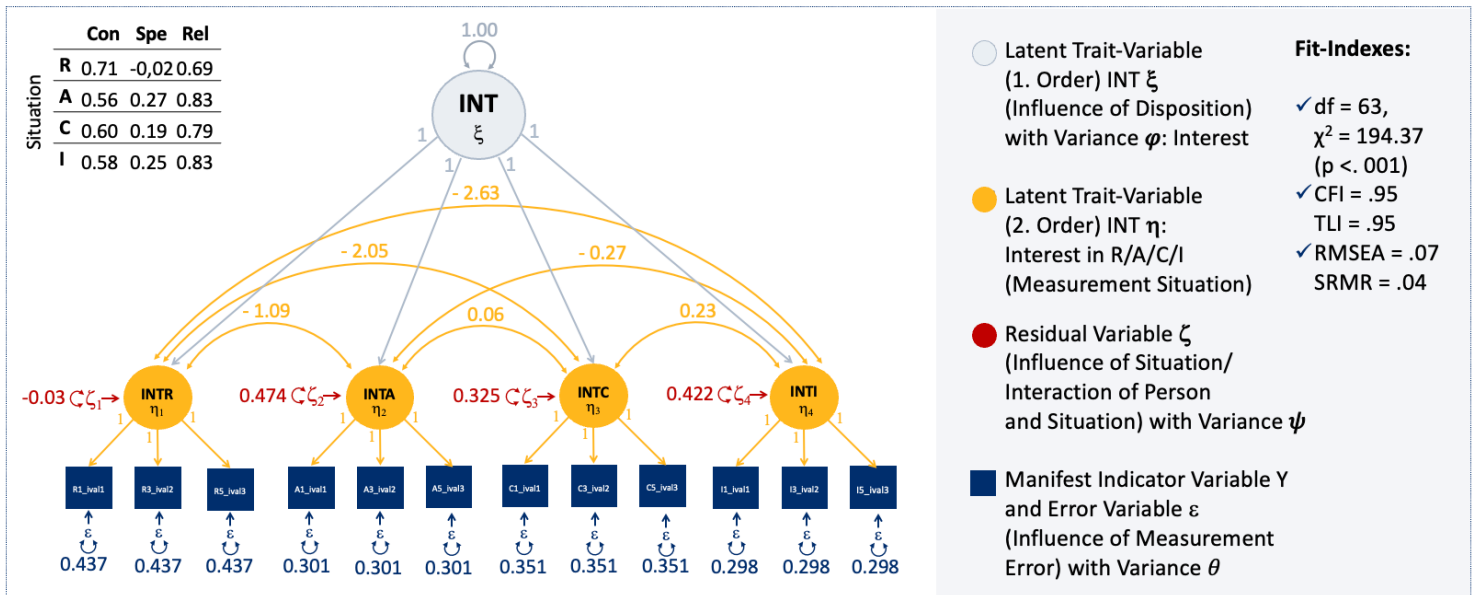 Con Spe Rel
Situation
R 0.71 -0,02 0.69
A 0.56 0.27 0.83
C 0.60 0.19 0.79
I 0.58 0.25 0.83
1.00
INT
ξ
1 1 1 1
- 2.63
- 2.05 - 0.27
- 1.09 0.06 0.23
-0.03 ζ1 INTR η1
0.474 ζ2 INTA η2
0.325 ζ3 INTC η3
0.422 ζ4 INTI η4
1 1 1 1 1 1 1 1 1 1 1 1
R1_ival1 R3_ival2 R5_ival3 A1_ival1 A3_ival2 A5_ival3 C1_ival1 C3_ival2 C5_ival3 I1_ival1 I3_ival2 I5_ival3
ε ε ε ε ε ε ε ε ε ε ε ε
0.437 0.437 0.437 0.301 0.301 0.301 0.351 0.351 0.351 0.298 0.298 0.298
Latent Trait-Variable
(1. Order) INT ξ
(Influence of Disposition)
with Variance φ: Interest
Latent Trait-Variable
(2. Order) INT η:
Interest in R/A/C/I
(Measurement Situation)
Residual Variable ζ
(Influence of Situation/
Interaction of Person
and Situation) with Variance ψ
Manifest Indicator Variable Y
and Error Variable ε
(Influence of Measurement
Error) with Variance θ
Fit-Indexes:
✓ df = 63,
χ² = 194.37
(p <. 001)
✓ CFI = .95
TLI = .95
✓ RMSEA = .07
SRMR = .04